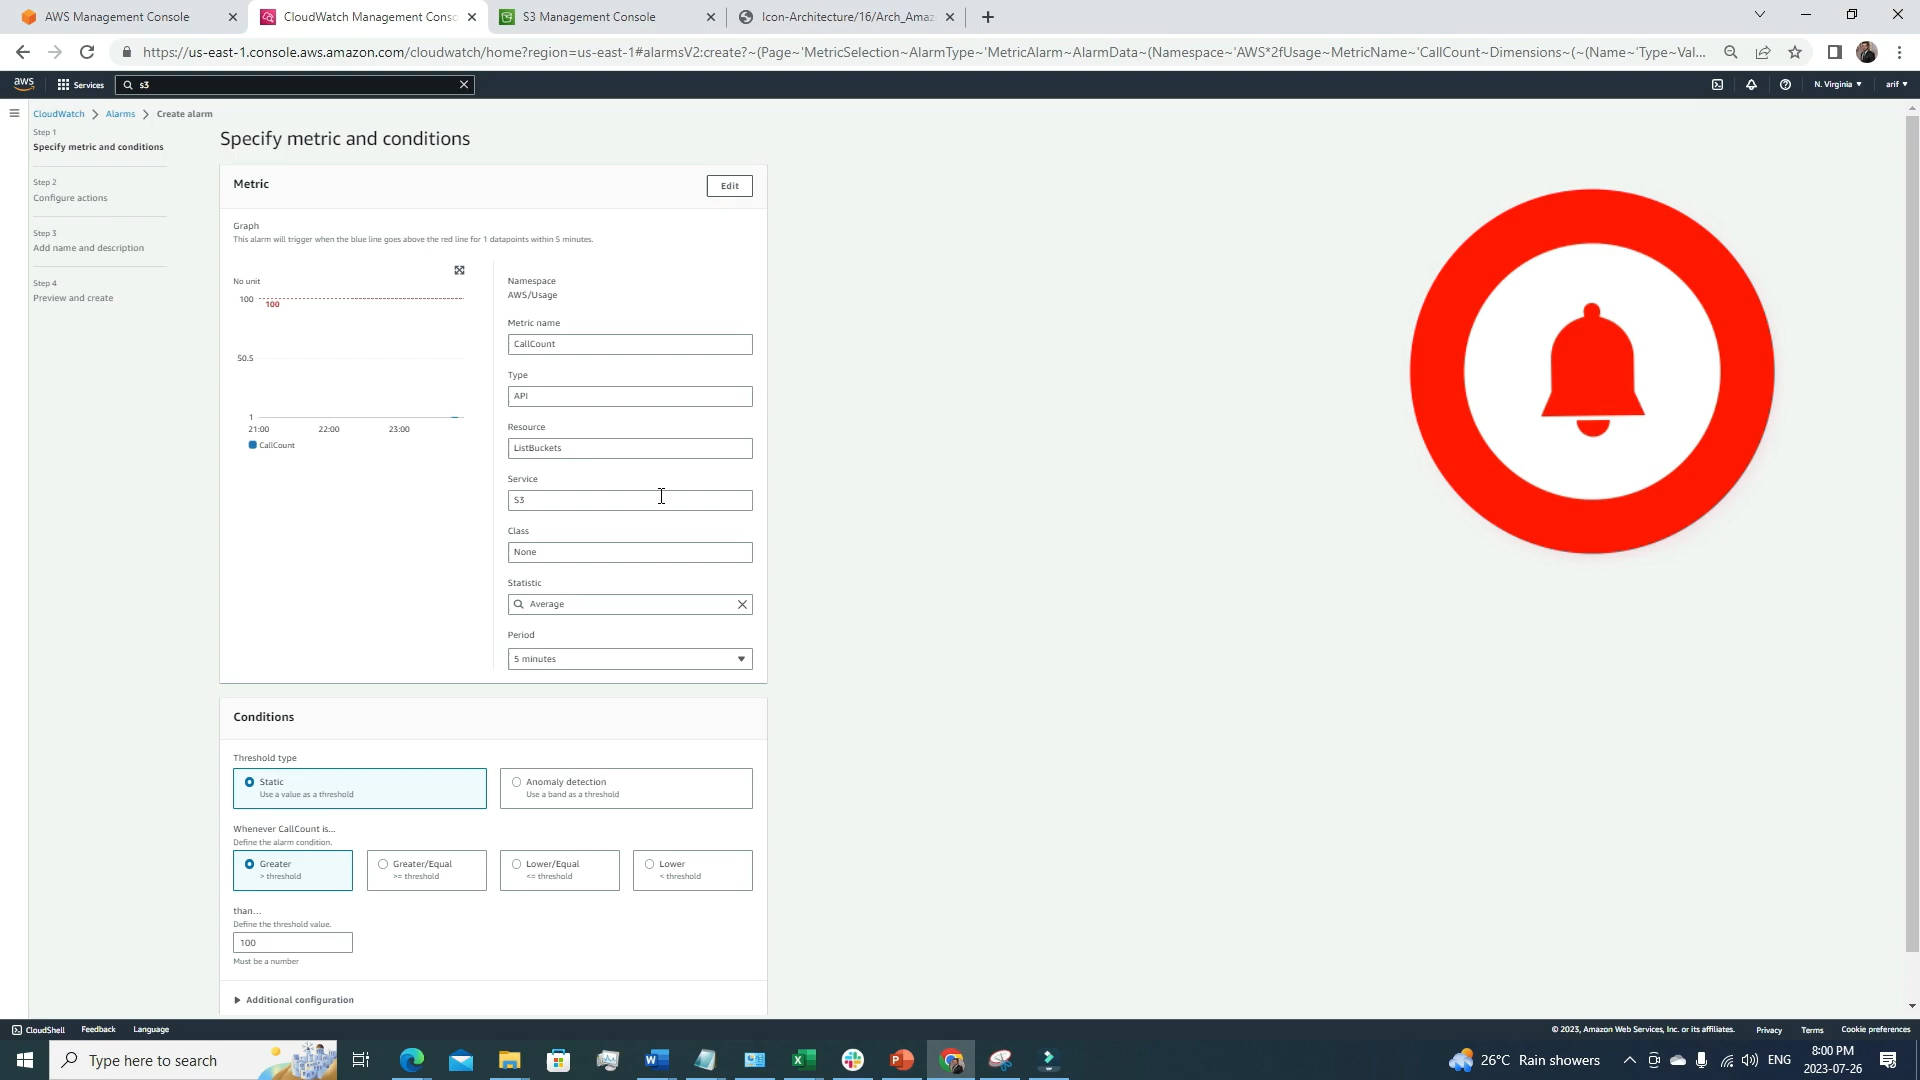 AWS Management Console
CloudWatch Management Conso
S3 Management Console
Icon-Architecture/16/Arch_Amaz
https://us-east-1.console.aws.amazon.com/cloudwatch/home?region=us-east-1#alarmsV2:create?~(Page~'MetricSelection~AlarmType~'MetricAlarm~AlarmData~(Namespace~'AWS*2fUsage~MetricName~'CallCount~Dimensions~(~(Name~'Type~Val...
aws
Services
s3
N. Virginia
arif
CloudWatch
Alarms
Create alarm
Step 1
Specify metric and conditions
Step 2
Configure actions
Step 3
Add name and description
Step 4
Preview and create
Specify metric and conditions
Metric
Edit
Graph
This alarm will trigger when the blue line goes above the red line for 1 datapoints within 5 minutes.
No unit
100
100
50.5
1
21:00 22:00 23:00
CallCount
Namespace
AWS/Usage
Metric name
CallCount
Type
API
Resource
ListBuckets
Service
S3
Class
None
Statistic
Average
Period
5 minutes
Conditions
Threshold type
Static
Use a value as a threshold
Anomaly detection
Use a band as a threshold
Whenever CallCount is...
Define the alarm condition.
Greater
> threshold
Greater/Equal
>= threshold
Lower/Equal
<= threshold
Lower
< threshold
than...
Define the threshold value.
100
Must be a number
Additional configuration
CloudShell
Feedback
Language
© 2023, Amazon Web Services, Inc. or its affiliates.
Privacy
Terms
Cookie preferences
Type here to search
26°C Rain showers
ENG
8:00 PM
2023-07-26